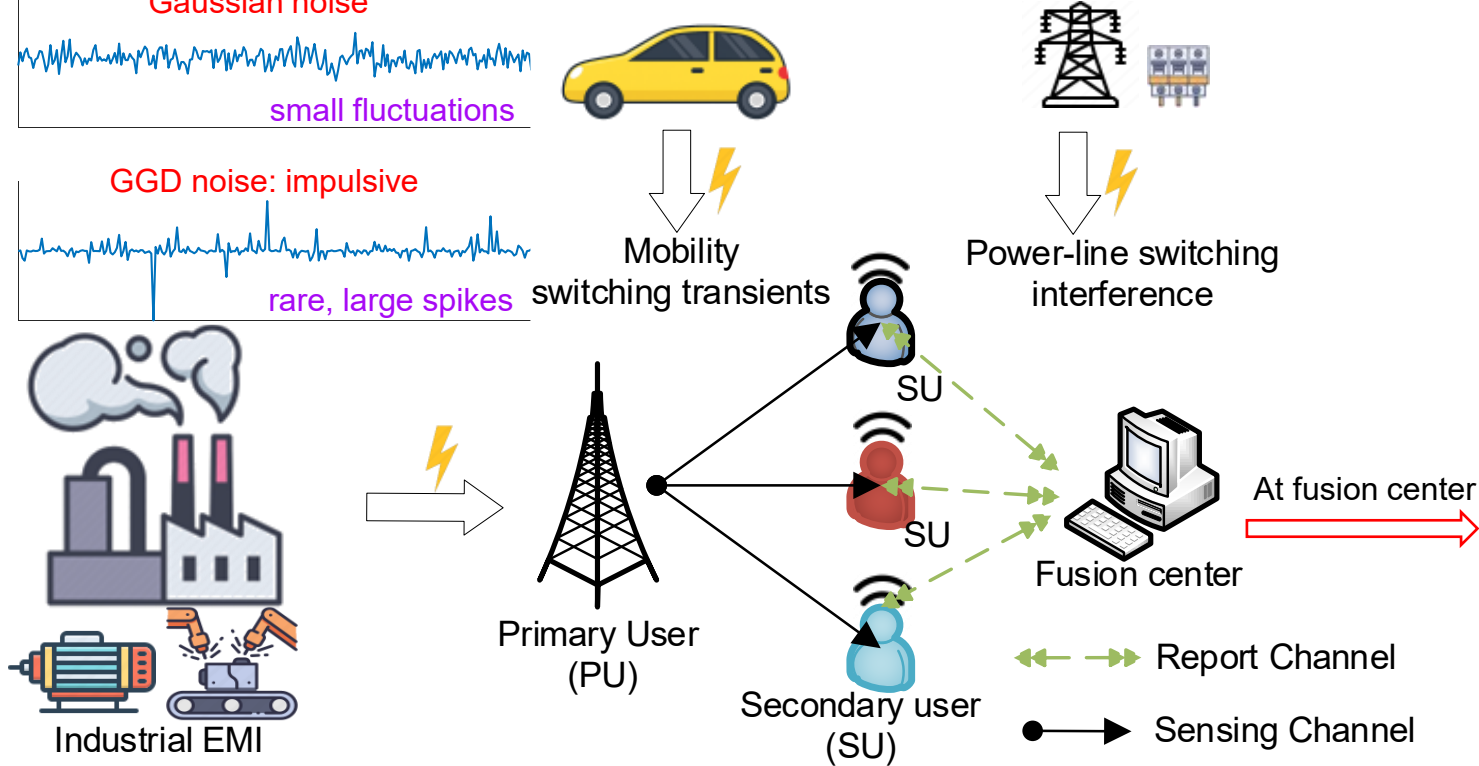 Gaussian noise
small fluctuations
GGD noise: impulsive
rare, large spikes
Mobility
switching transients
Power-line switching
interference
SU
SU
At fusion center
Fusion center
Primary User
(PU)
Secondary user
(SU)
Industrial EMI
Report Channel
Sensing Channel